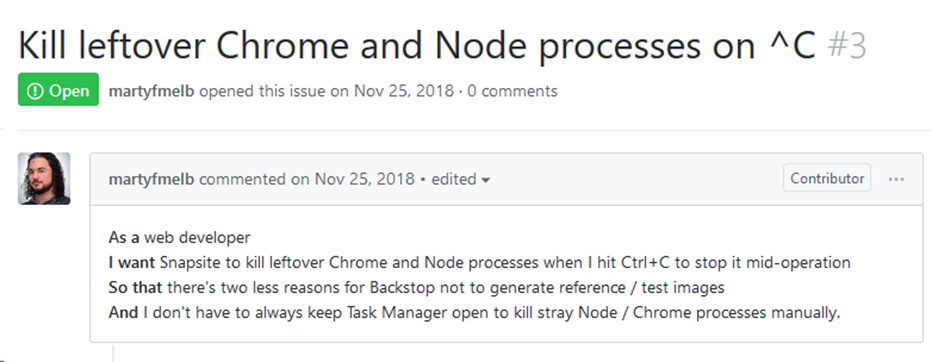 Kill leftover Chrome and Node processes on ^C #3
Open martyfmelb opened this issue on Nov 25, 2018 · 0 comments
martyfmelb commented on Nov 25, 2018 • edited Contributor ...
As a web developer
I want Snapsite to kill leftover Chrome and Node processes when I hit Ctrl+C to stop it mid-operation
So that there's two less reasons for Backstop not to generate reference / test images
And I don't have to always keep Task Manager open to kill stray Node / Chrome processes manually.